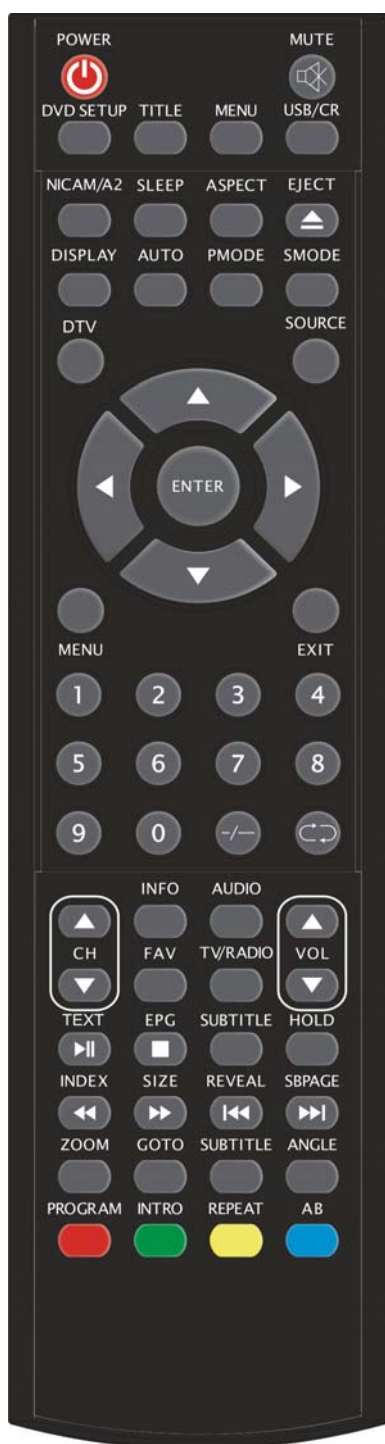 POWER MUTE
DVD SETUP TITLE MENU USB/CR
NICAM/A2 SLEEP ASPECT EJECT
DISPLAY AUTO PMODE SMODE
DTV SOURCE
ENTER
MENU EXIT
1 2 3 4
5 6 7 8
9 0 -/--
INFO AUDIO
CH FAV TV/RADIO VOL
TEXT EPG SUBTITLE HOLD
INDEX SIZE REVEAL SBPAGE
ZOOM GOTO SUBTITLE ANGLE
PROGRAM INTRO REPEAT AB